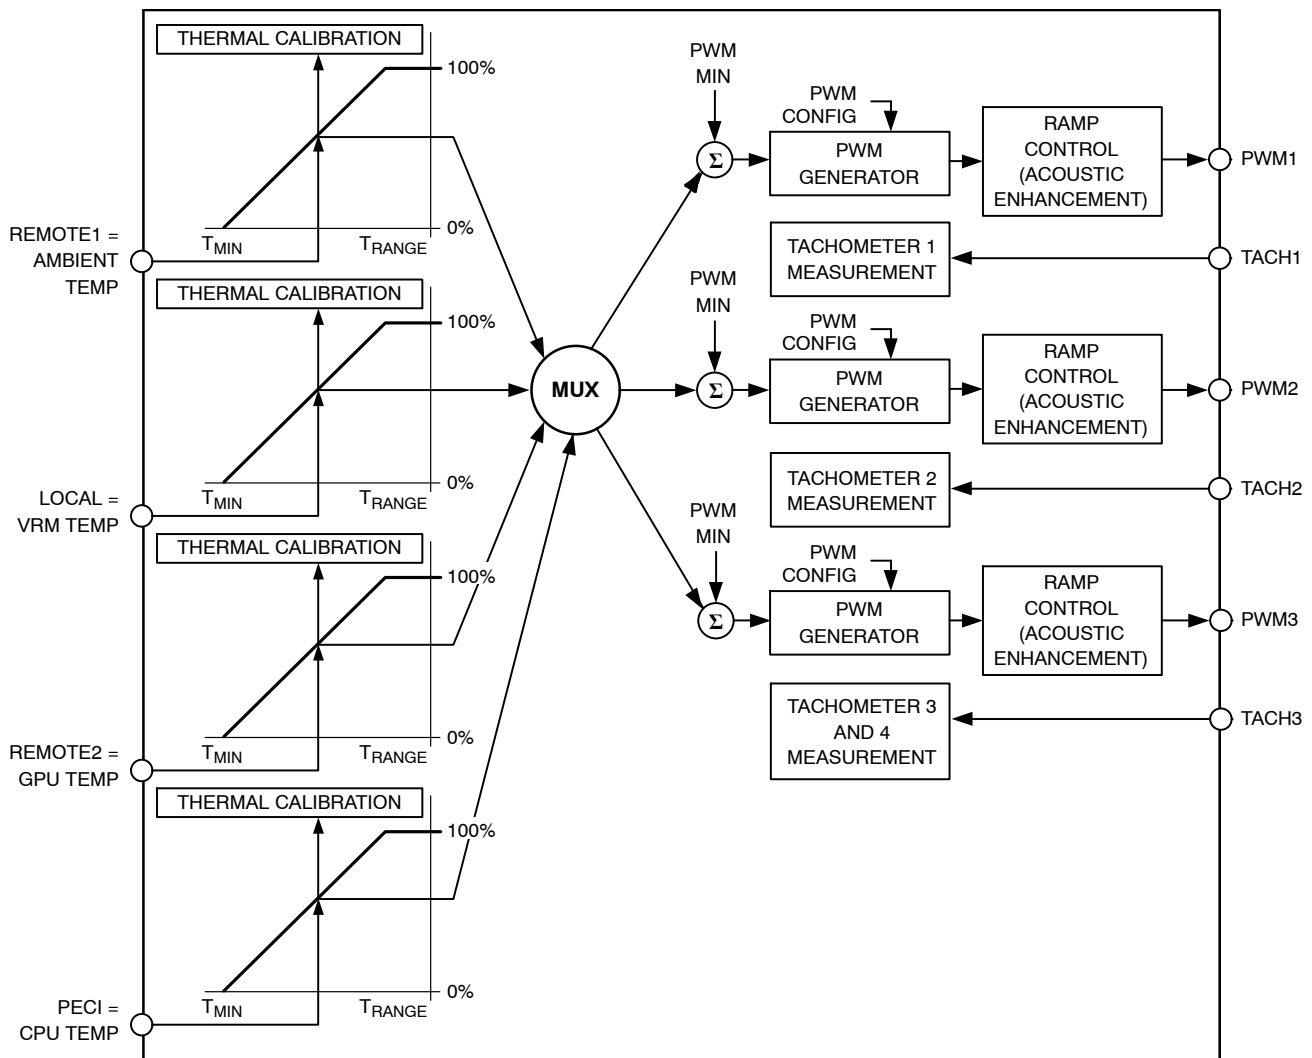 THERMAL CALIBRATION
100%
0%
TMIN
TRANGE
REMOTE1 =
AMBIENT
TEMP
THERMAL CALIBRATION
100%
0%
TMIN
TRANGE
LOCAL =
VRM TEMP
THERMAL CALIBRATION
100%
0%
TMIN
TRANGE
REMOTE2 =
GPU TEMP
THERMAL CALIBRATION
100%
0%
TMIN
TRANGE
PECI =
CPU TEMP
MUX
PWM
MIN
Σ
PWM
CONFIG
PWM
GENERATOR
RAMP
CONTROL
(ACOUSTIC
ENHANCEMENT)
PWM1
TACHOMETER 1
MEASUREMENT
TACH1
PWM
MIN
Σ
PWM
CONFIG
PWM
GENERATOR
RAMP
CONTROL
(ACOUSTIC
ENHANCEMENT)
PWM2
TACHOMETER 2
MEASUREMENT
TACH2
PWM
MIN
Σ
PWM
CONFIG
PWM
GENERATOR
RAMP
CONTROL
(ACOUSTIC
ENHANCEMENT)
PWM3
TACHOMETER 3
AND 4
MEASUREMENT
TACH3